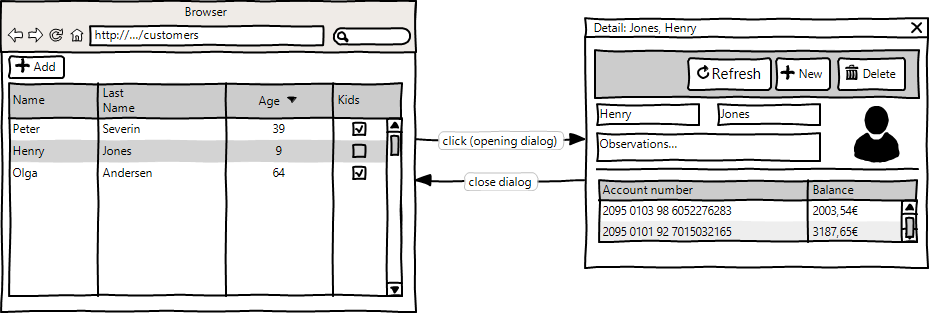 Browser
http://.../customers
Add
Name Last Name Age Kids
Peter Severin 39
Henry Jones 9
Olga Andersen 64
click (opening dialog)
close dialog
Detail: Jones, Henry
Refresh New Delete
Henry Jones
Observations...
Account number Balance
2095 0103 98 6052276283 2003,54€
2095 0101 92 7015032165 3187,65€